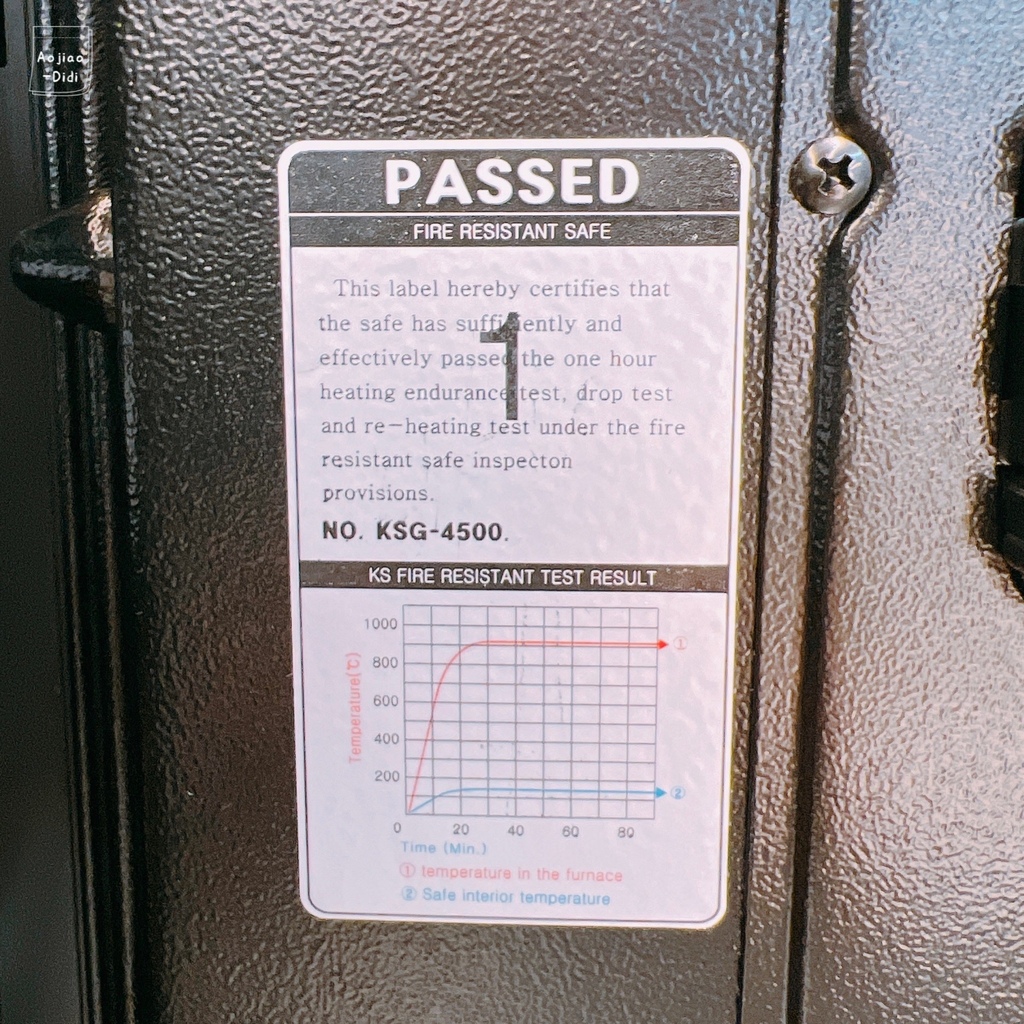 Aojiao
-Didi
PASSED
FIRE RESISTANT SAFE
This label hereby certifies that
the safe has sufficiently and
effectively passed the one hour
heating endurance test, drop test
and re-heating test under the fire
resistant safe inspecton
provisions.
1
NO. KSG-4500.
KS FIRE RESISTANT TEST RESULT
1000
800
600
400
200
Temperature(℃)
①
②
0 20 40 60 80
Time (Min.)
① temperature in the furnace
② Safe interior temperature